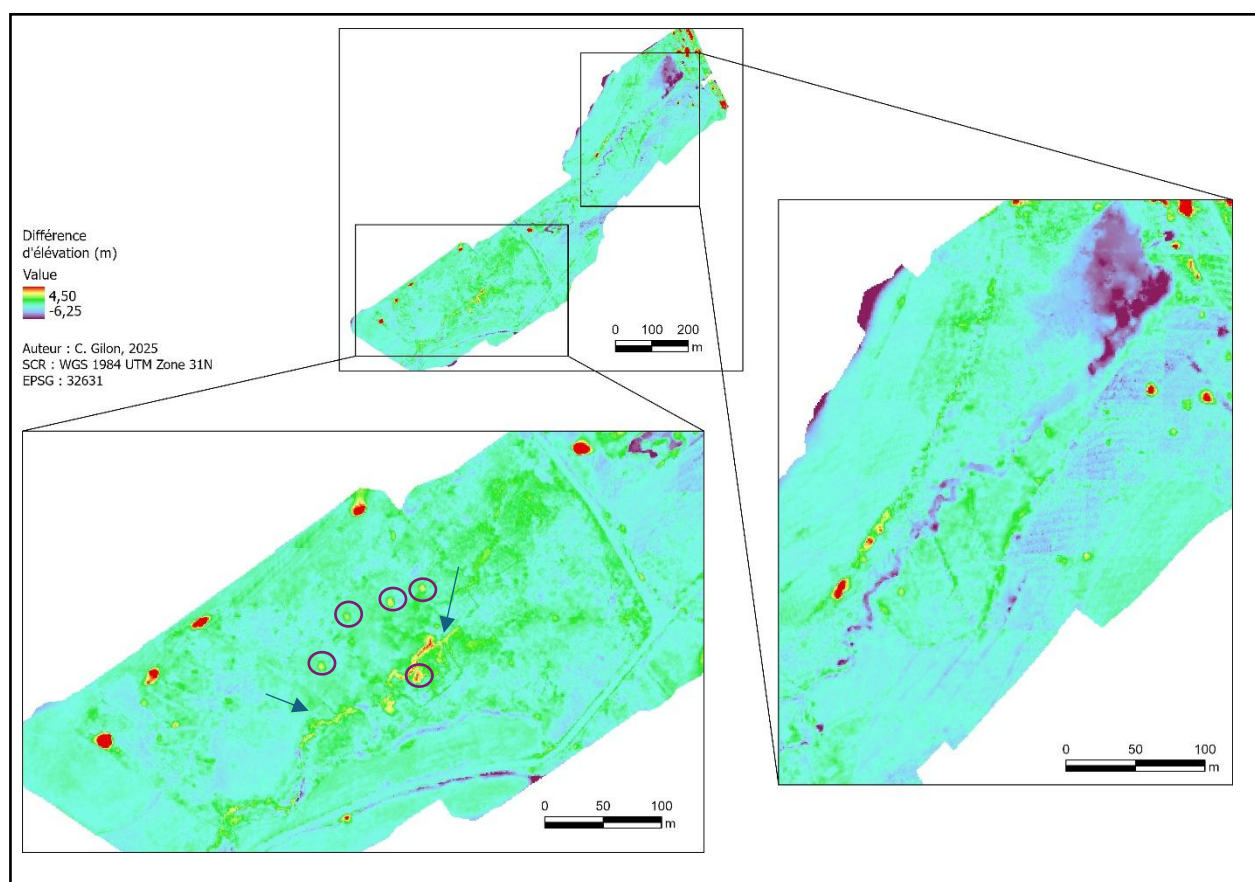 Différence
d'élévation (m)
Value
4,50
-6,25
Auteur : C. Gilon, 2025
SCR : WGS 1984 UTM Zone 31N
EPSG : 32631
0 100 200
m
0 50 100
m
0 50 100
m